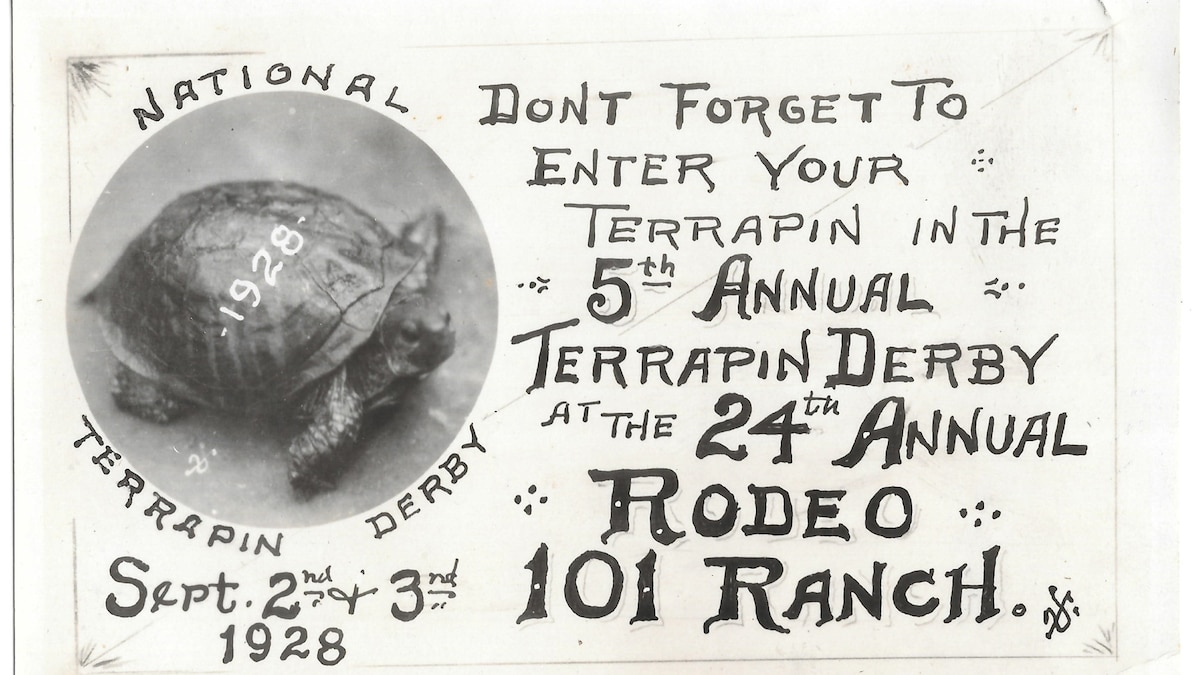 NATIONAL
-1928-
TERRAPIN DERBY
Sept. 2nd & 3rd
1928
DONT FORGET TO
ENTER YOUR
TERRAPIN IN THE
5th ANNUAL
TERRAPIN DERBY
AT THE 24th ANNUAL
RODEO
101 RANCH.